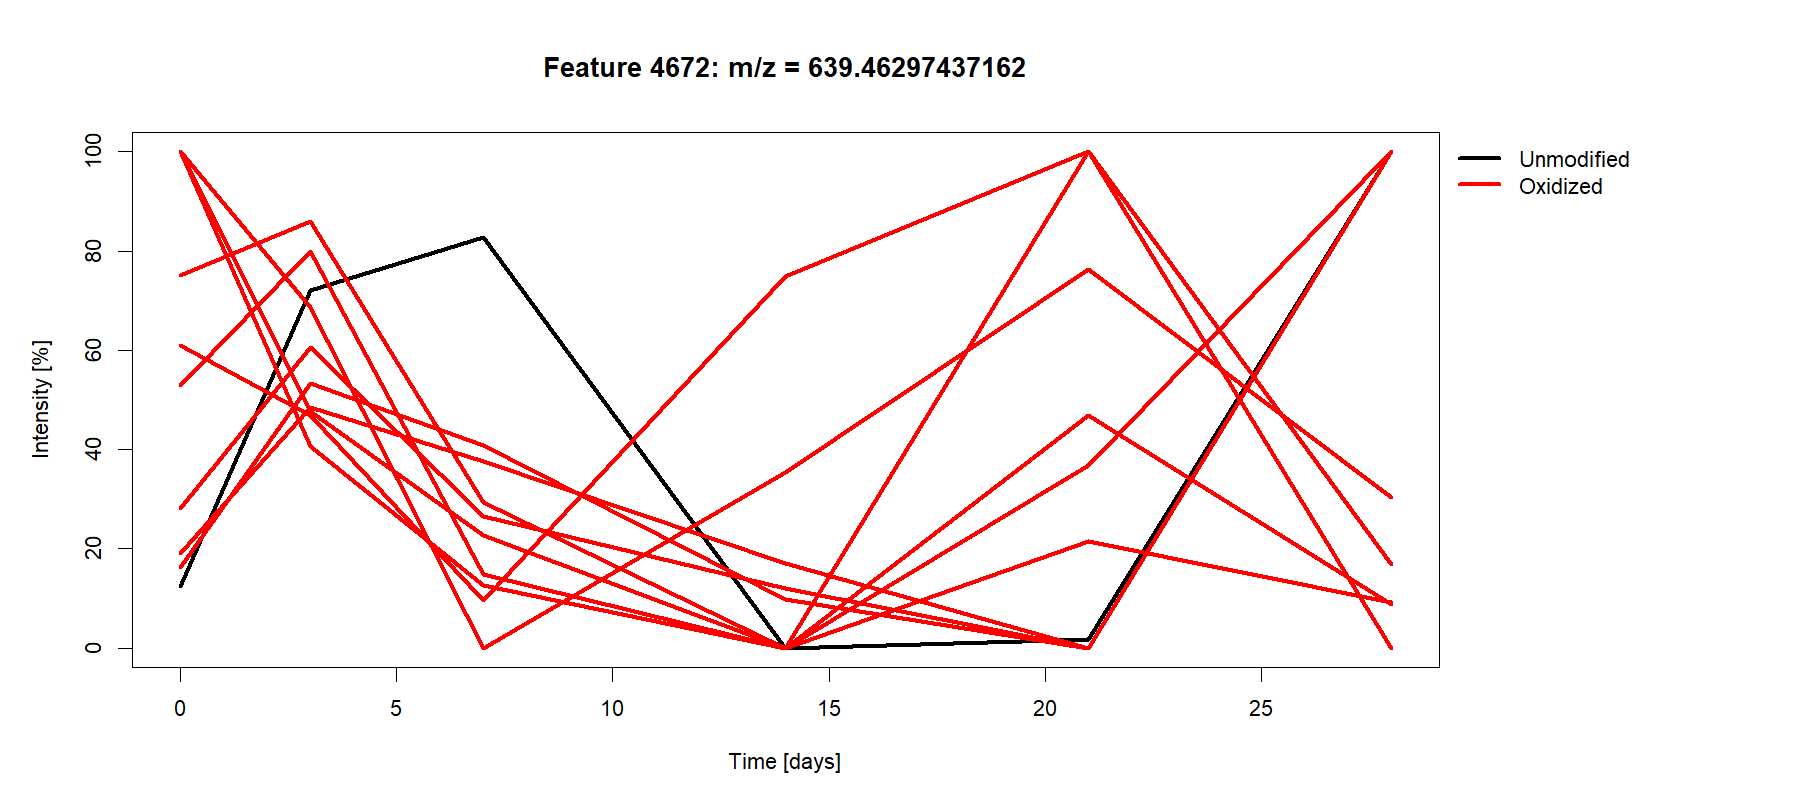 Feature 4672: m/z = 639.46297437162
Unmodified
Oxidized
Intensity [%]
100
80
60
40
20
0
0 5 10 15 20 25
Time [days]